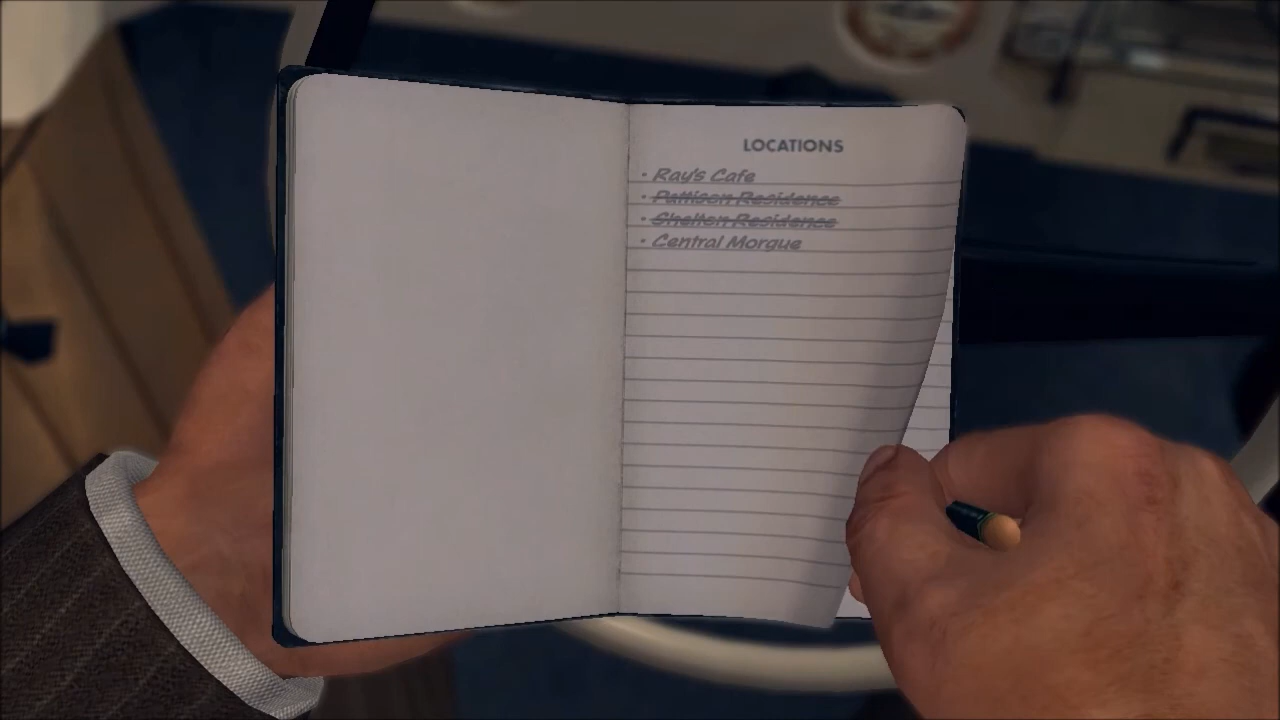 LOCATIONS
· Ray's Cafe
· Pattison Residence
· Shelton Residence
· Central Morgue